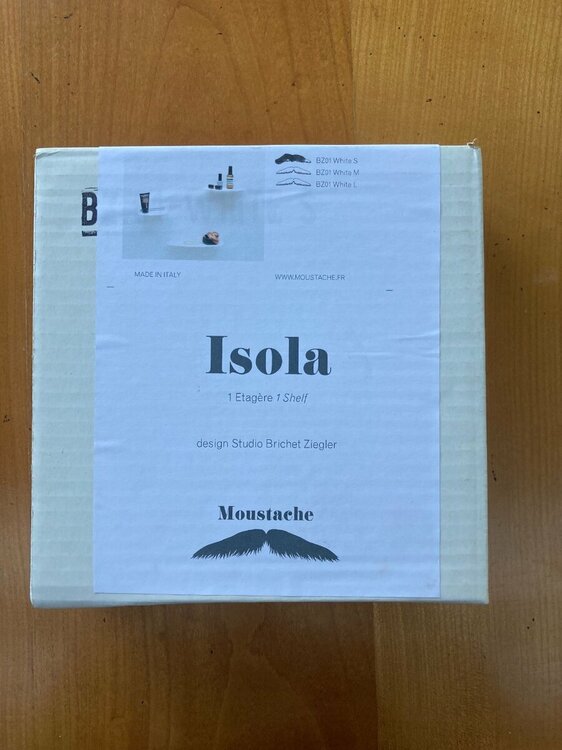 BZ01 White S
BZ01 White M
BZ01 White L
B
MADE IN ITALY
WWW.MOUSTACHE.FR
Isola
1 Etagère 1 Shelf
design Studio Brichet Ziegler
Moustache